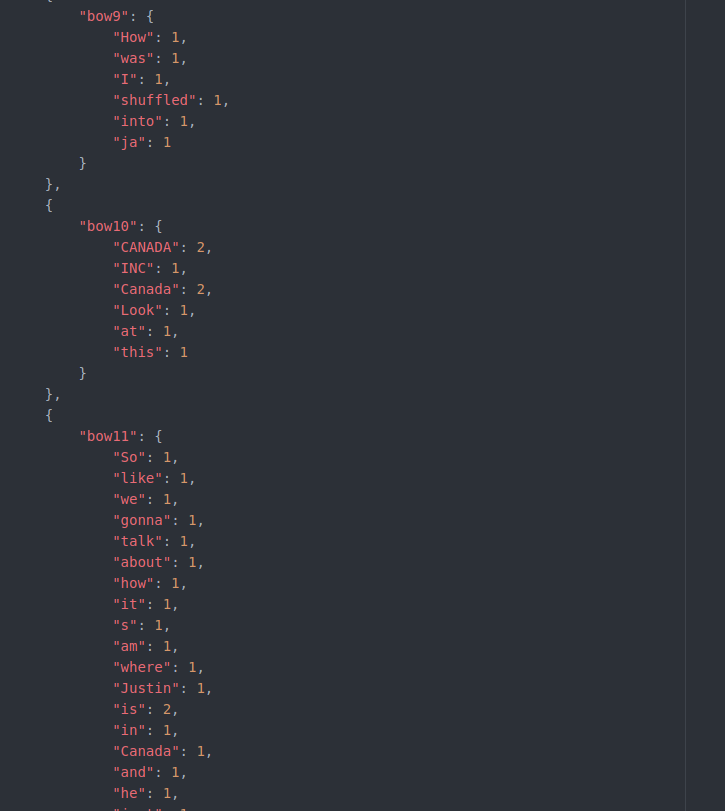 "bow9": {
"How": 1,
"was": 1,
"I": 1,
"shuffled": 1,
"into": 1,
"ja": 1
}
},
{
"bow10": {
"CANADA": 2,
"INC": 1,
"Canada": 2,
"Look": 1,
"at": 1,
"this": 1
}
},
{
"bow11": {
"So": 1,
"like": 1,
"we": 1,
"gonna": 1,
"talk": 1,
"about": 1,
"how": 1,
"it": 1,
"s": 1,
"am": 1,
"where": 1,
"Justin": 1,
"is": 2,
"in": 1,
"Canada": 1,
"and": 1,
"he": 1,